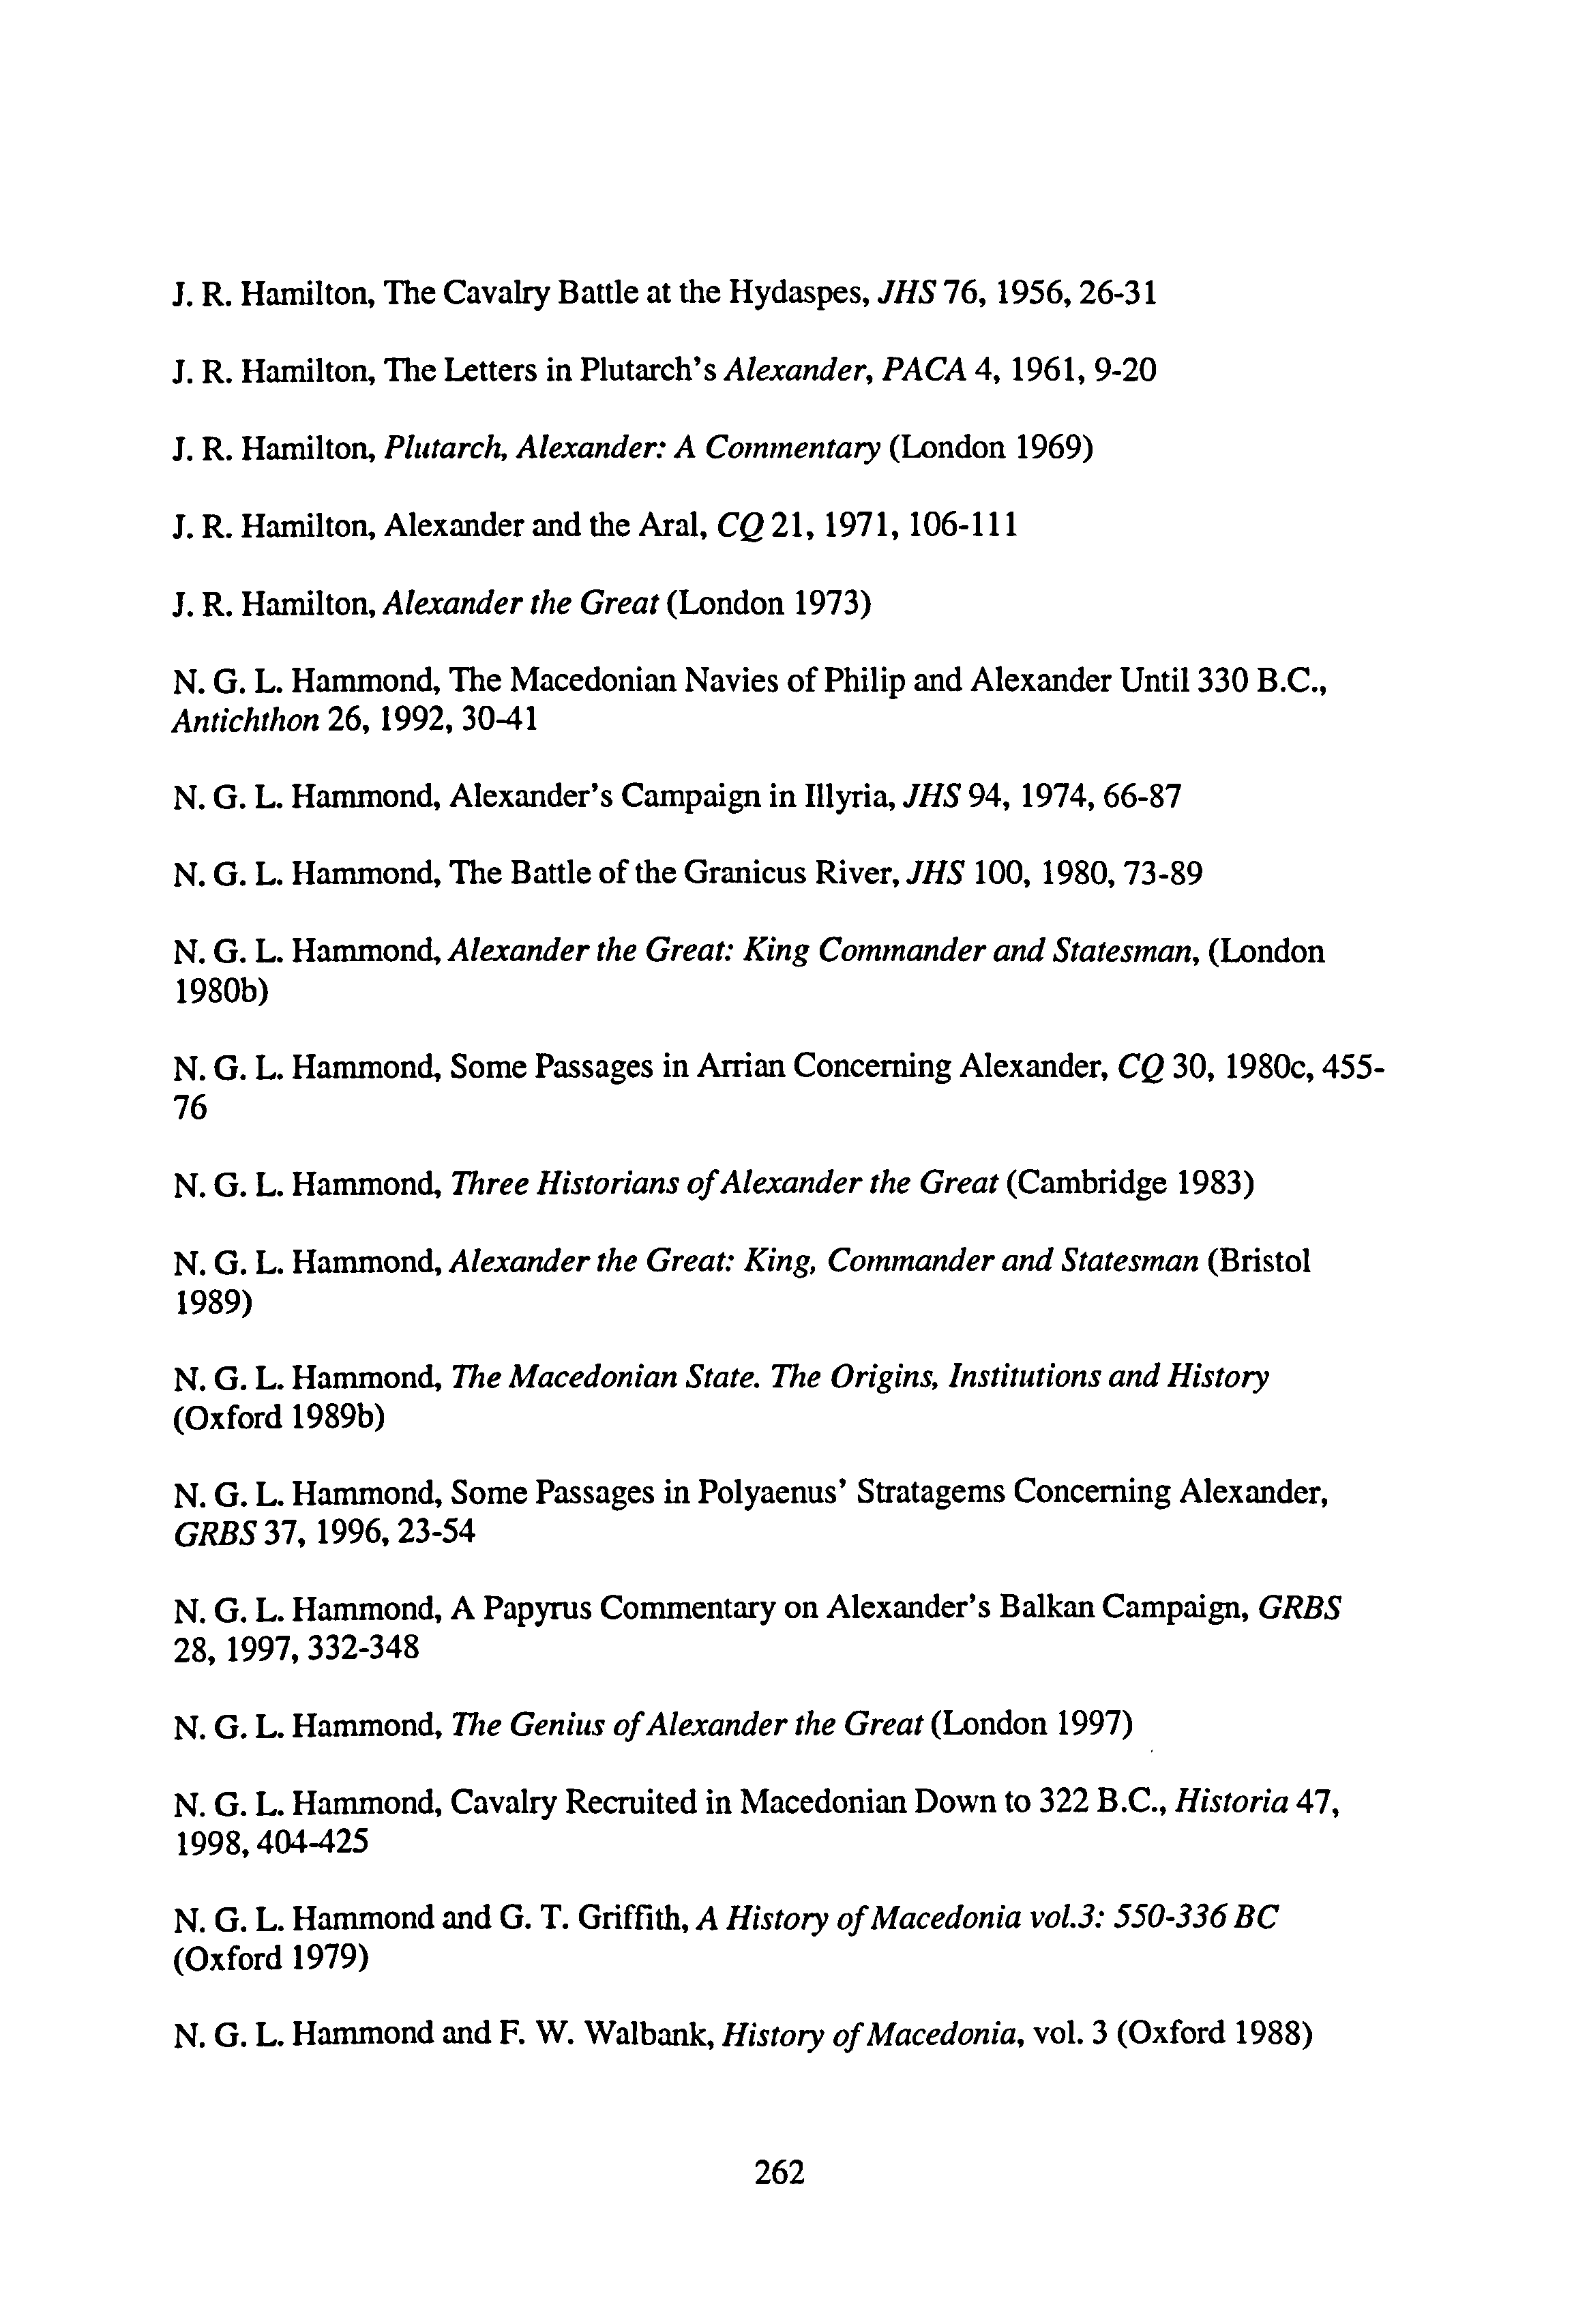 J. R. Hamilton, The Cavalry Battle at the Hydaspes, JHS 76, 1956, 26-31
J. R. Hamilton, The Letters in Plutarch's Alexander, PACA 4, 1961, 9-20
J. R. Hamilton, Plutarch, Alexander: A Commentary (London 1969)
J. R. Hamilton, Alexander and the Aral, CQ 21, 1971, 106-111
J. R. Hamilton, Alexander the Great (London 1973)
N. G. L. Hammond, The Macedonian Navies of Philip and Alexander Until 330 B.C.,
Antichthon 26, 1992, 30-41
N. G. L. Hammond, Alexander's Campaign in Illyria, JHS 94, 1974, 66-87
N. G. L. Hammond, The Battle of the Granicus River, JHS 100, 1980, 73-89
N. G. L. Hammond, Alexander the Great: King Commander and Statesman, (London
1980b)
N. G. L. Hammond, Some Passages in Arrian Concerning Alexander, CQ 30, 1980c, 455-
76
N. G. L. Hammond, Three Historians of Alexander the Great (Cambridge 1983)
N. G. L. Hammond, Alexander the Great: King, Commander and Statesman (Bristol
1989)
N. G. L. Hammond, The Macedonian State. The Origins, Institutions and History
(Oxford 1989b)
N. G. L. Hammond, Some Passages in Polyaenus' Stratagems Concerning Alexander,
GRBS 37, 1996, 23-54
N. G. L. Hammond, A Papyrus Commentary on Alexander's Balkan Campaign, GRBS
28, 1997, 332-348
N. G. L. Hammond, The Genius of Alexander the Great (London 1997)
N. G. L. Hammond, Cavalry Recruited in Macedonian Down to 322 B.C., Historia 47,
1998, 404-425
N. G. L. Hammond and G. T. Griffith, A History of Macedonia vol.3: 550-336 BC
(Oxford 1979)
N. G. L. Hammond and F. W. Walbank, History of Macedonia, vol. 3 (Oxford 1988)
262